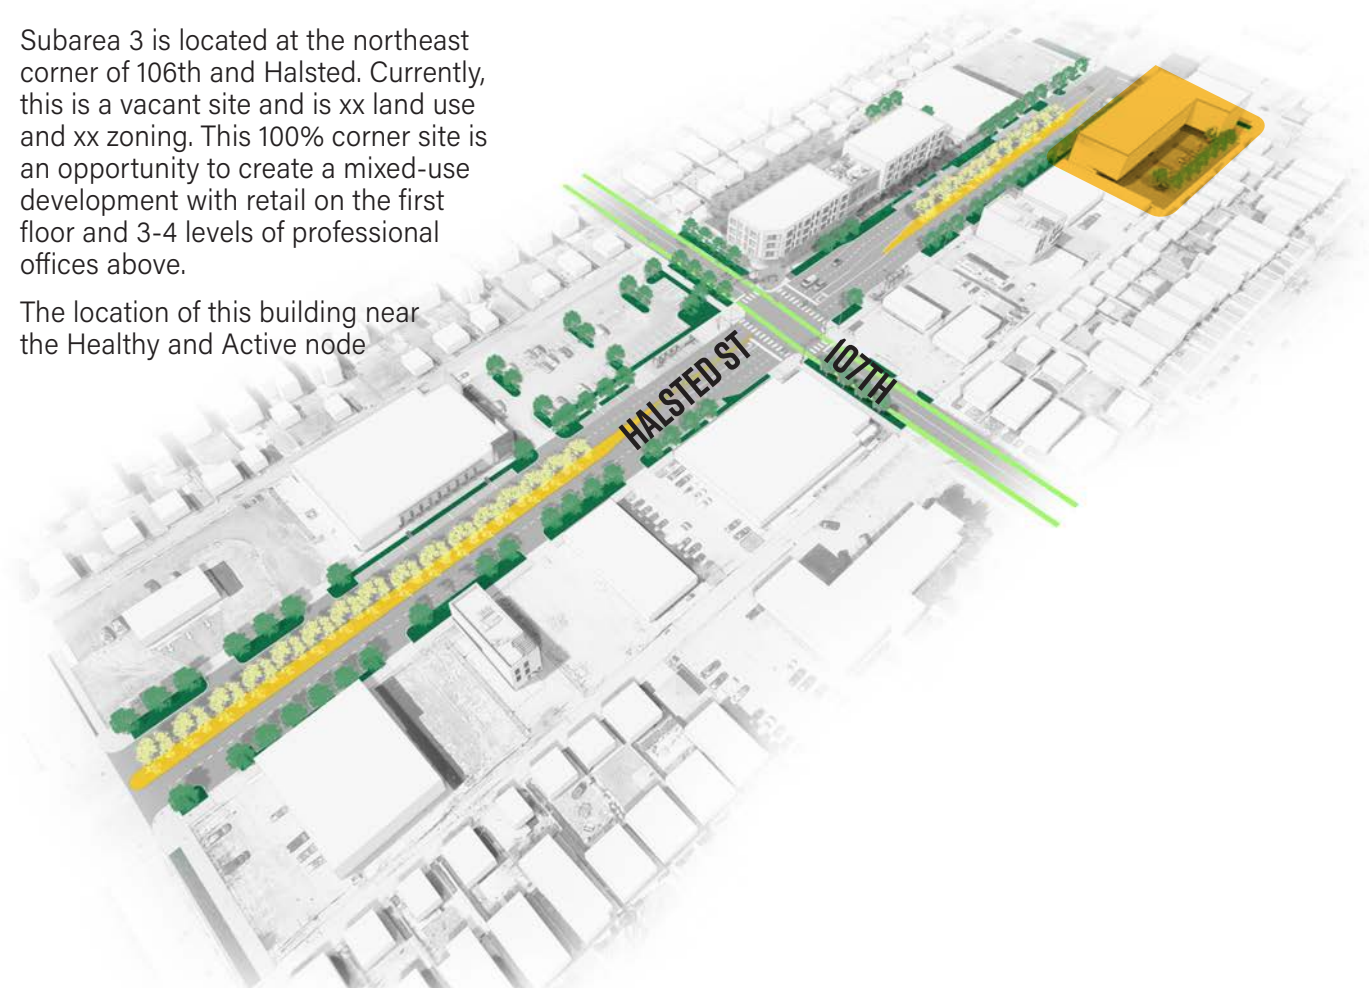 Subarea 3 is located at the northeast
corner of 106th and Halsted. Currently,
this is a vacant site and is xx land use
and xx zoning. This 100% corner site is
an opportunity to create a mixed-use
development with retail on the first
floor and 3-4 levels of professional
offices above.
The location of this building near
the Healthy and Active node
HALSTED ST
107TH